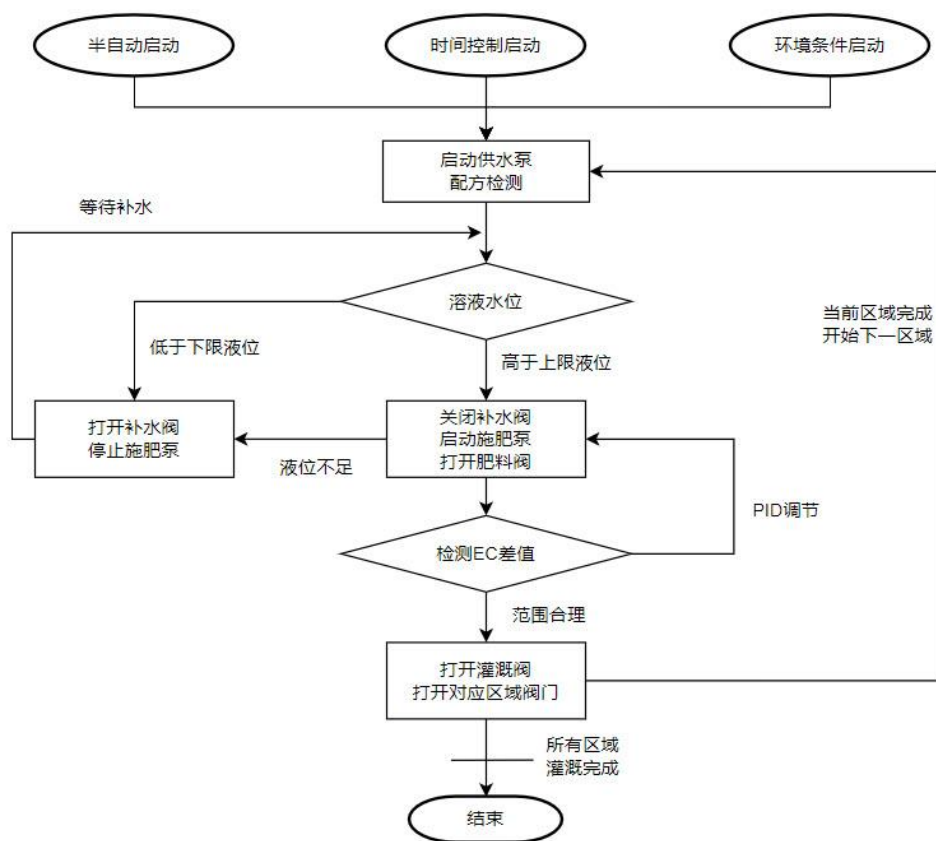 半自动启动
时间控制启动
环境条件启动
启动供水泵
配方检测
等待补水
溶液水位
当前区域完成
开始下一区域
低于下限液位
高于上限液位
打开补水阀
停止施肥泵
关闭补水阀
启动施肥泵
打开肥料阀
液位不足
PID调节
检测EC差值
范围合理
打开灌溉阀
打开对应区域阀门
所有区域
灌溉完成
结束